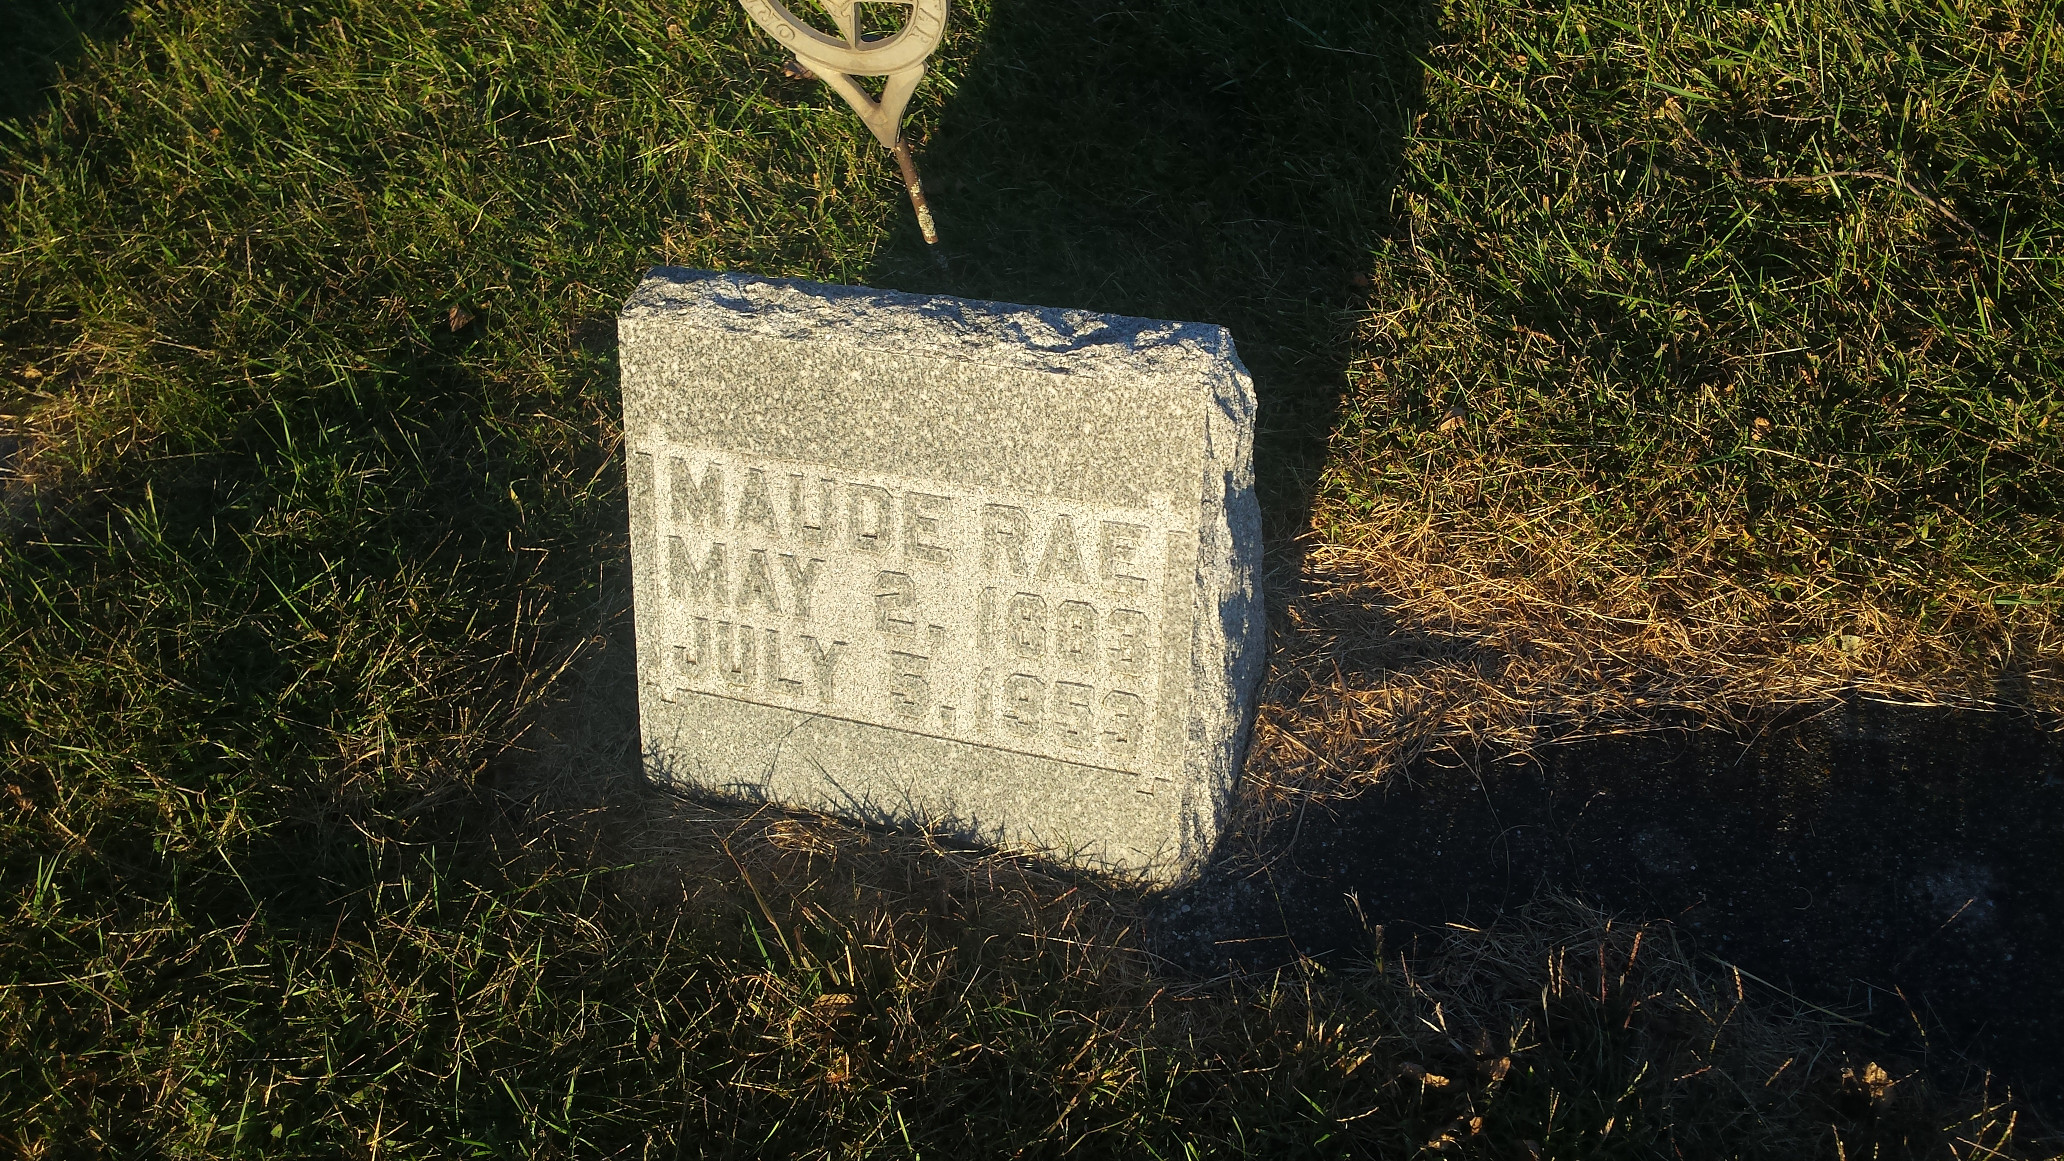 MAUDE RAE
MAY 2, 1883
JULY 5, 1953